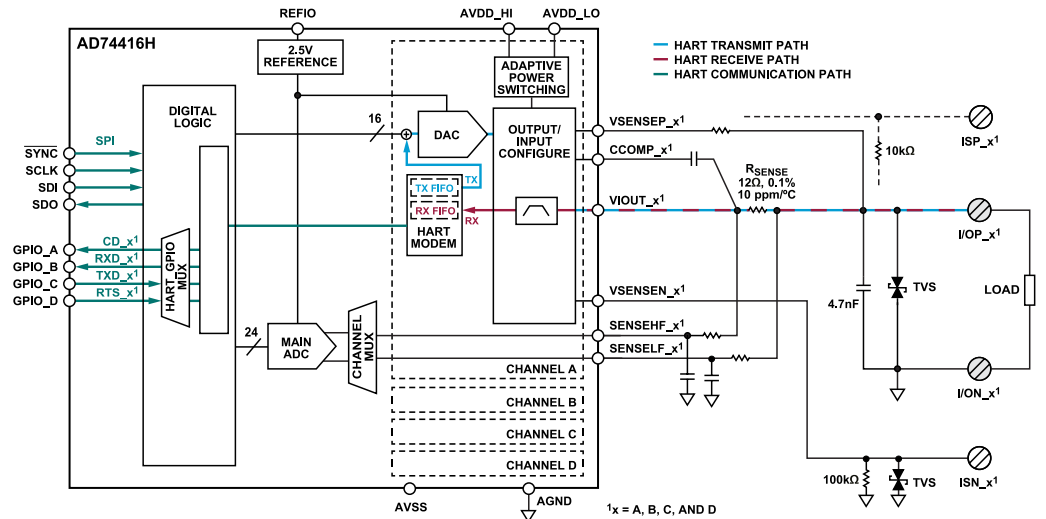 REFIO
AVDD_HI
AVDD_LO
AD74416H
2.5V
REFERENCE
ADAPTIVE
POWER
SWITCHING
HART TRANSMIT PATH
HART RECEIVE PATH
HART COMMUNICATION PATH
DIGITAL
LOGIC
16
DAC
OUTPUT/
INPUT
CONFIGURE
VSENSEP_x1
ISP_x1
10kΩ
CCOMP_x1
SPI
SYNC
SCLK
SDI
SDO
TX FIFO
TX
RX FIFO
RX
HART
MODEM
RSENSE
12Ω, 0.1%
10 ppm/ºC
VIOUT_x1
I/OP_x1
GPIO_A
GPIO_B
GPIO_C
GPIO_D
CD_x1
RXD_x1
TXD_x1
RTS_x1
HART_GPIO
MUX
4.7nF
TVS
LOAD
VSENSEN_x1
24
MAIN
ADC
CHANNEL
MUX
SENSEHF_x1
SENSELF_x1
I/ON_x1
CHANNEL A
CHANNEL B
CHANNEL C
CHANNEL D
100kΩ
TVS
ISN_x1
AVSS
AGND
1x = A, B, C, AND D